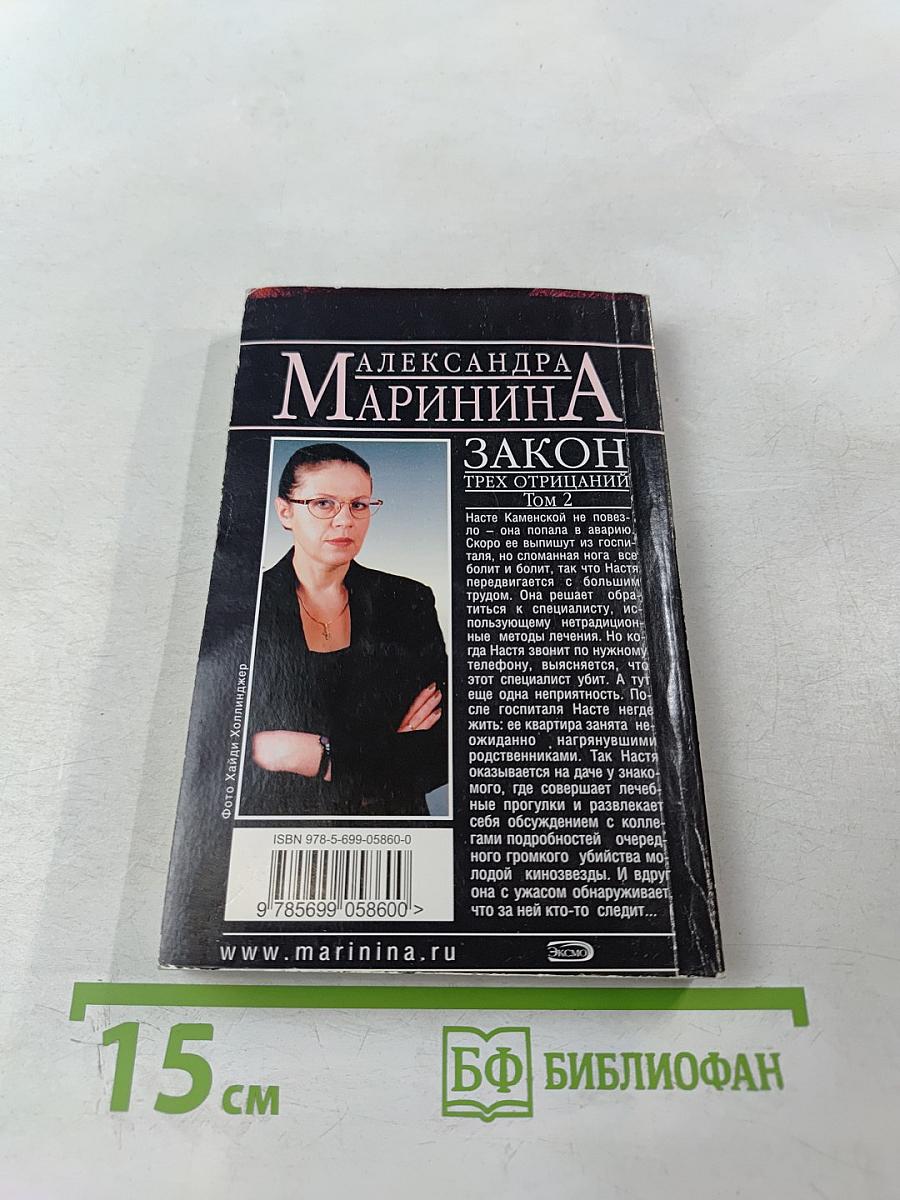 АЛЕКСАНДРА
МАРИНИНА
ЗАКОН
ТРЕХ ОТРИЦАНИЙ
Том 2
Насте Каменской не повез-
ло – она попала в аварию.
Скоро ее выпишут из госпи-
таля, но сломанная нога все
болит и болит, так что Настя
передвигается с большим
трудом. Она решает обра-
титься к специалисту, ис-
пользующему нетрадицион-
ные методы лечения. Но ко-
гда Настя звонит по нужному
телефону, выясняется, что
этот специалист убит. А тут
еще одна неприятность. По-
сле госпиталя Насте негде
жить: ее квартира занята не-
ожиданно нагрянувшими
родственниками. Так Настя
оказывается на даче у знако-
мого, где совершает лечеб-
ные прогулки и развлекает
себя обсуждением с колле-
гами подробностей очеред-
ного громкого убийства мо-
лодой кинозвезды. И вдруг
она с ужасом обнаруживает,
что за ней кто-то следит...
Фото Хайди Холлинджер
ISBN 978-5-699-05860-0
9 785699 058600 >
www.marinina.ru
ЭКСМО
15 см
БФ БИБЛИОФАН